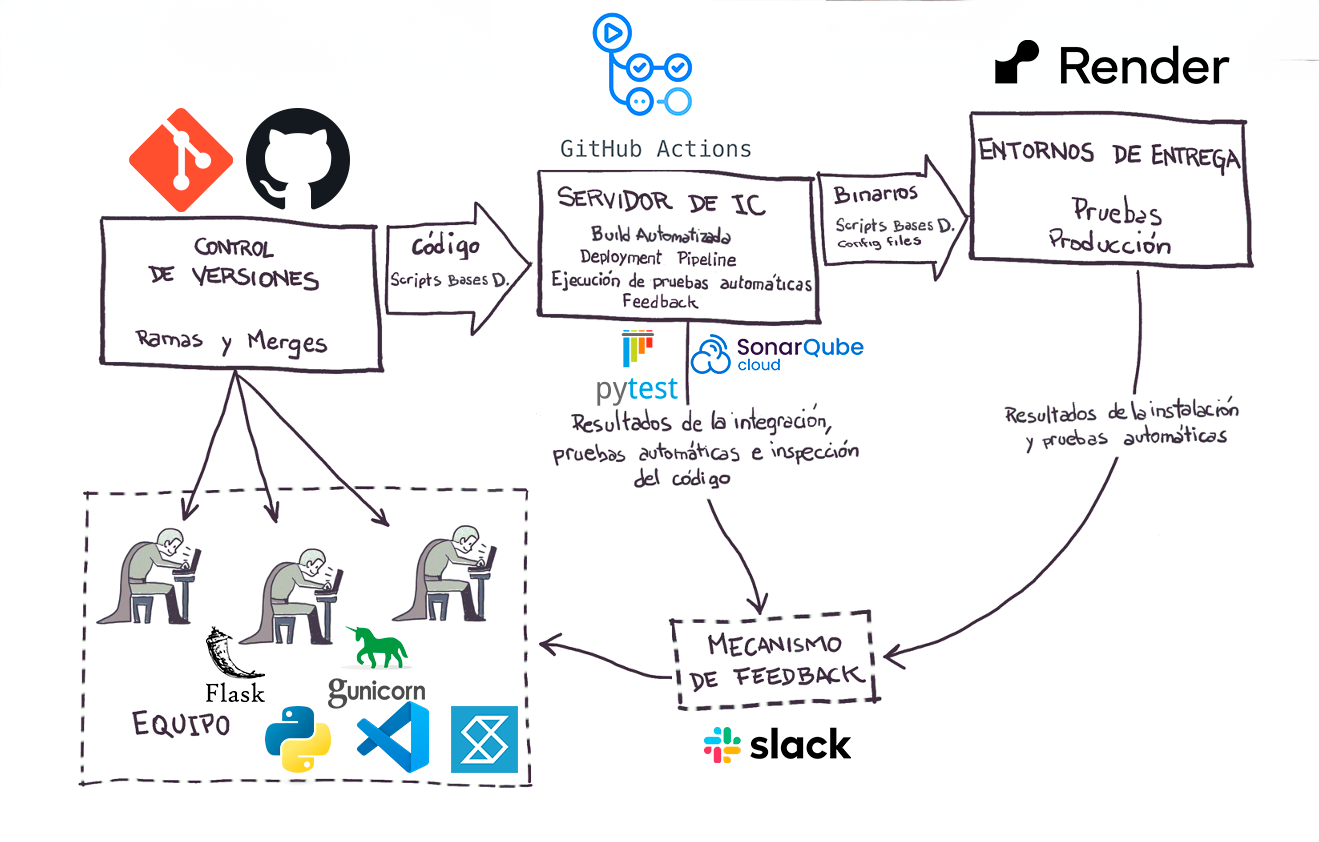 Render
GitHub Actions
CONTROL
DE VERSIONES
Ramas y Merges
Código
Scripts Bases D.
SERVIDOR DE IC
Build Automatizada
Deployment Pipeline
Ejecución de pruebas automáticas
Feedback
Binarios
Scripts Bases D.
Config Files
ENTORNOS DE ENTREGA
Pruebas
Producción
pytest
SonarQube
cloud
Resultados de la integración,
pruebas automáticas e inspección
del código
Resultados de la instalación
y pruebas automáticas
MECANISMO
DE FEEDBACK
slack
Flask
gunicorn
EQUIPO